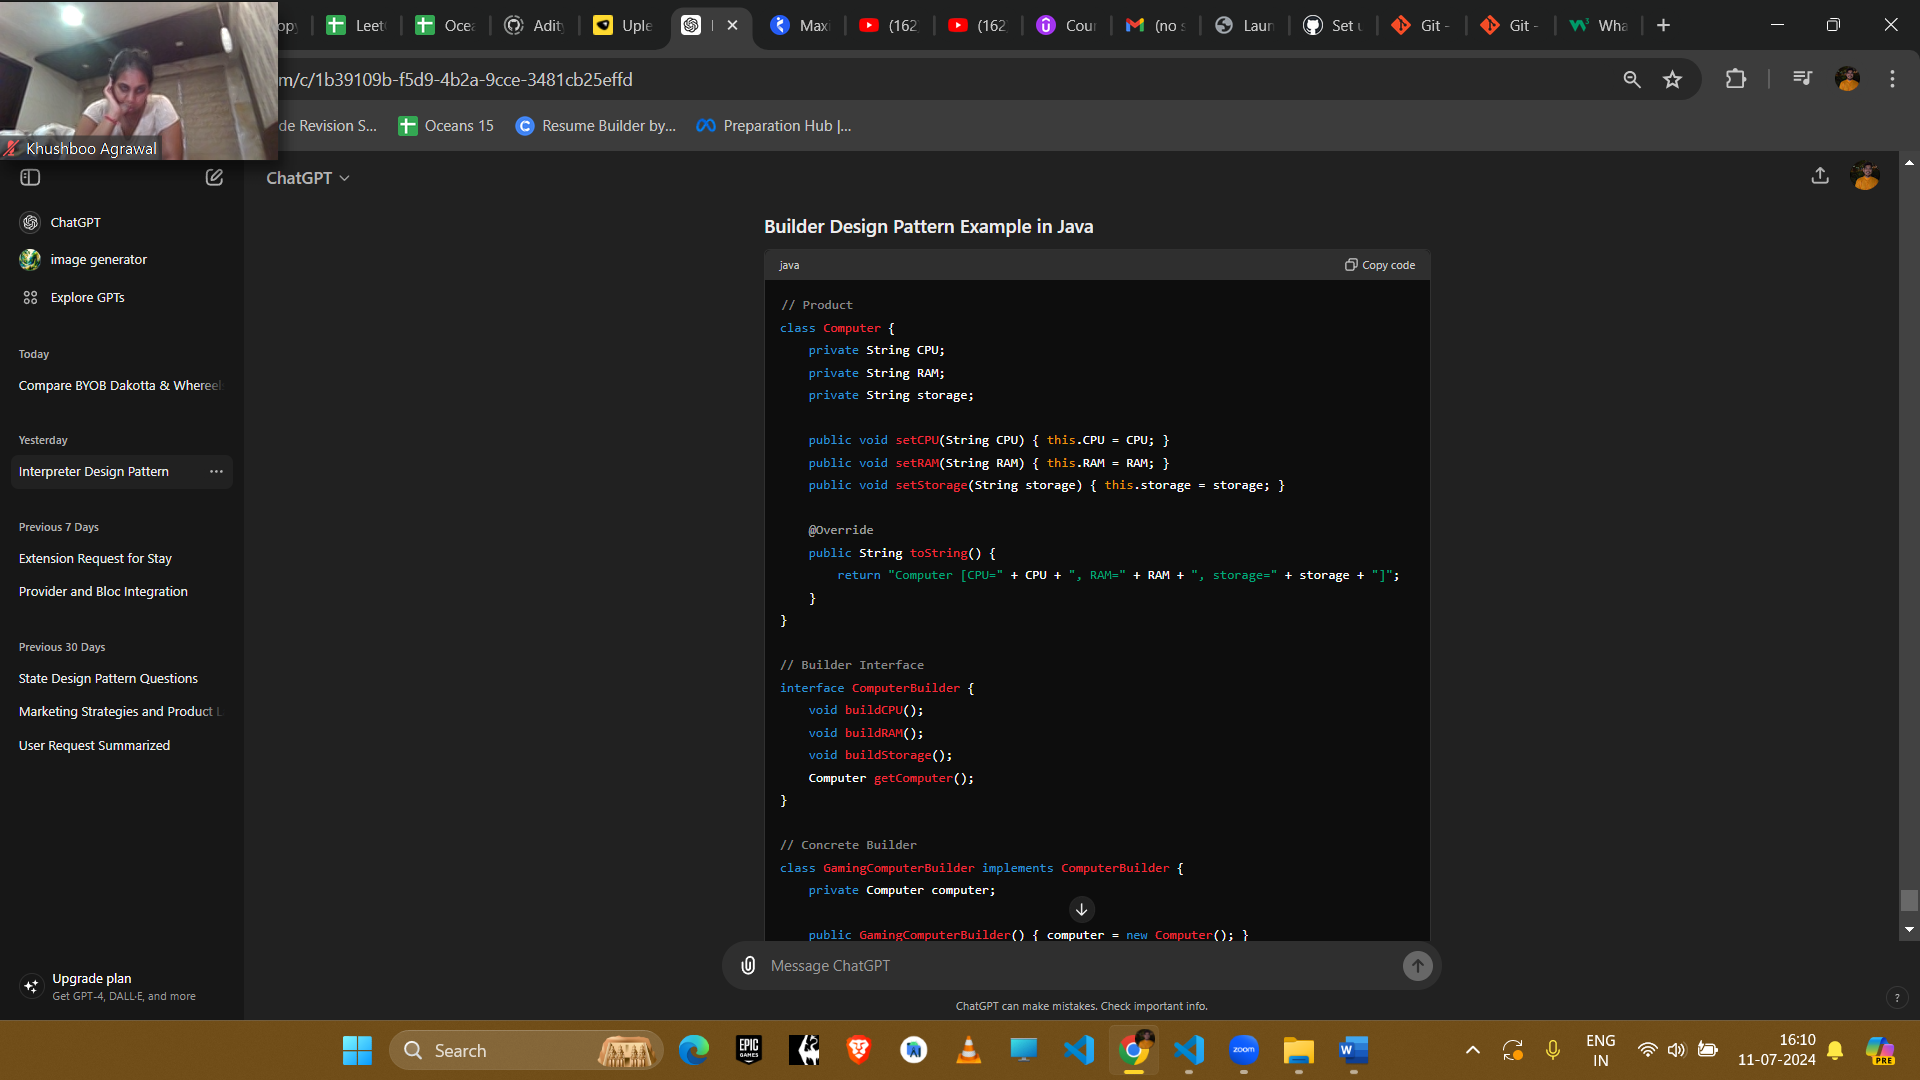 opy
Leet
Ocea
Adity
Uple
Maxi
(162
(162
Cour
(no s
Laun
Set u
Git -
Git -
Wha
m/c/1b39109b-f5d9-4b2a-9cce-3481cb25effd
de Revision S...
Oceans 15
Resume Builder by...
Preparation Hub |...
Khushboo Agrawal
ChatGPT
ChatGPT
image generator
Explore GPTs
Today
Compare BYOB Dakotta & Whereel
Yesterday
Interpreter Design Pattern
Previous 7 Days
Extension Request for Stay
Provider and Bloc Integration
Previous 30 Days
State Design Pattern Questions
Marketing Strategies and Product L
User Request Summarized
Upgrade plan
Get GPT-4, DALL·E, and more
Builder Design Pattern Example in Java
java
Copy code
// Product
class Computer {
    private String CPU;
    private String RAM;
    private String storage;
    public void setCPU(String CPU) { this.CPU = CPU; }
    public void setRAM(String RAM) { this.RAM = RAM; }
    public void setStorage(String storage) { this.storage = storage; }
    @Override
    public String toString() {
        return "Computer [CPU=" + CPU + ", RAM=" + RAM + ", storage=" + storage + "]";
    }
}
// Builder Interface
interface ComputerBuilder {
    void buildCPU();
    void buildRAM();
    void buildStorage();
    Computer getComputer();
}
// Concrete Builder
class GamingComputerBuilder implements ComputerBuilder {
    private Computer computer;
    public GamingComputerBuilder() { computer = new Computer(); }
Message ChatGPT
ChatGPT can make mistakes. Check important info.
?
Search
EPIC
GAMES
zoom
W
ENG
IN
16:10
11-07-2024
PRE